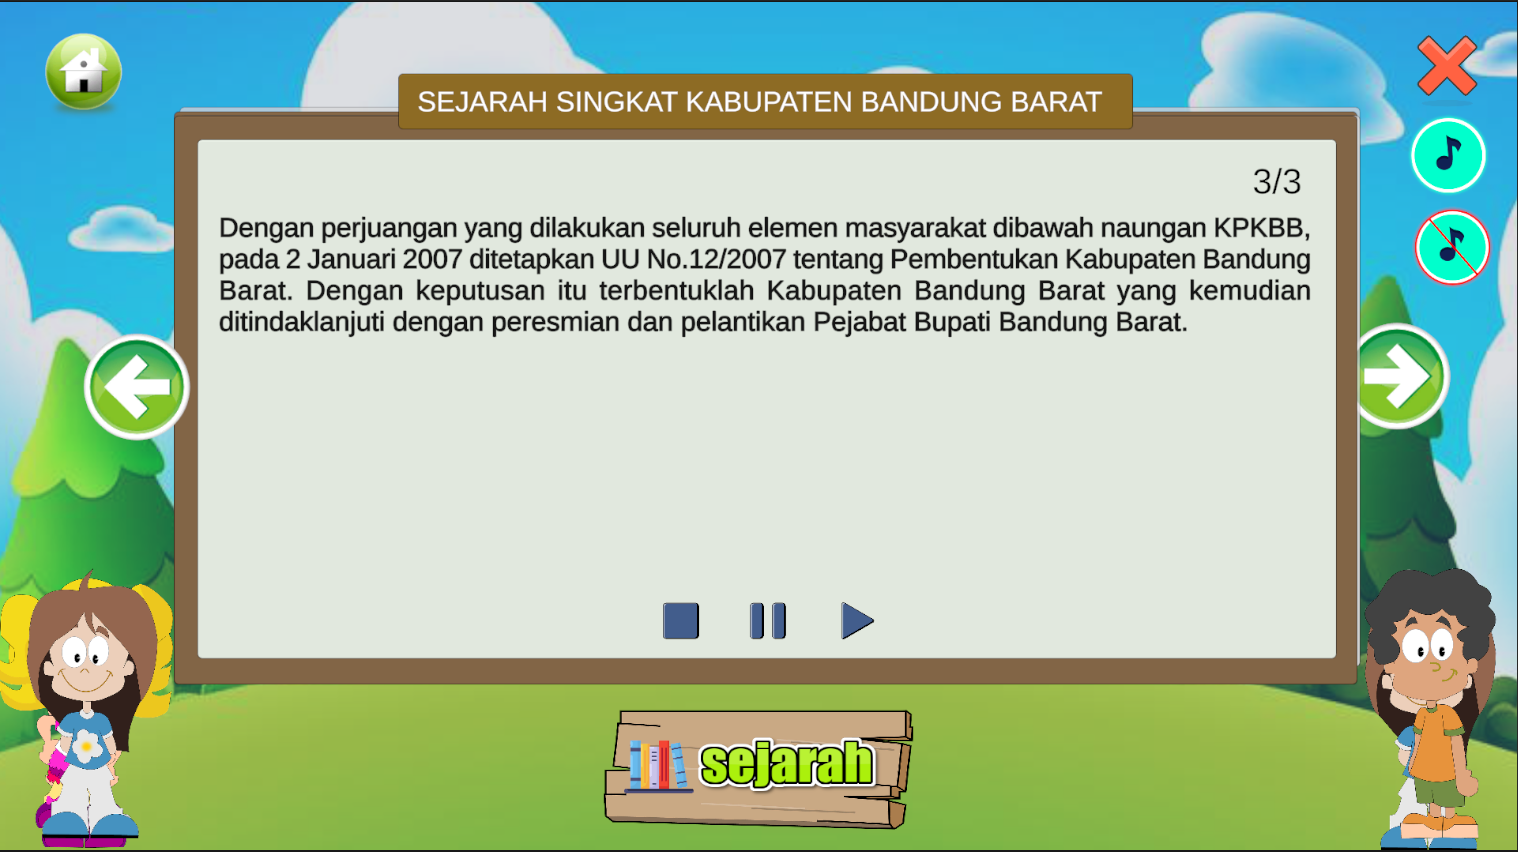 SEJARAH SINGKAT KABUPATEN BANDUNG BARAT
3/3
Dengan perjuangan yang dilakukan seluruh elemen masyarakat dibawah naungan KPKBB,
pada 2 Januari 2007 ditetapkan UU No.12/2007 tentang Pembentukan Kabupaten Bandung
Barat. Dengan keputusan itu terbentuklah Kabupaten Bandung Barat yang kemudian
ditindaklanjuti dengan peresmian dan pelantikan Pejabat Bupati Bandung Barat.
sejarah